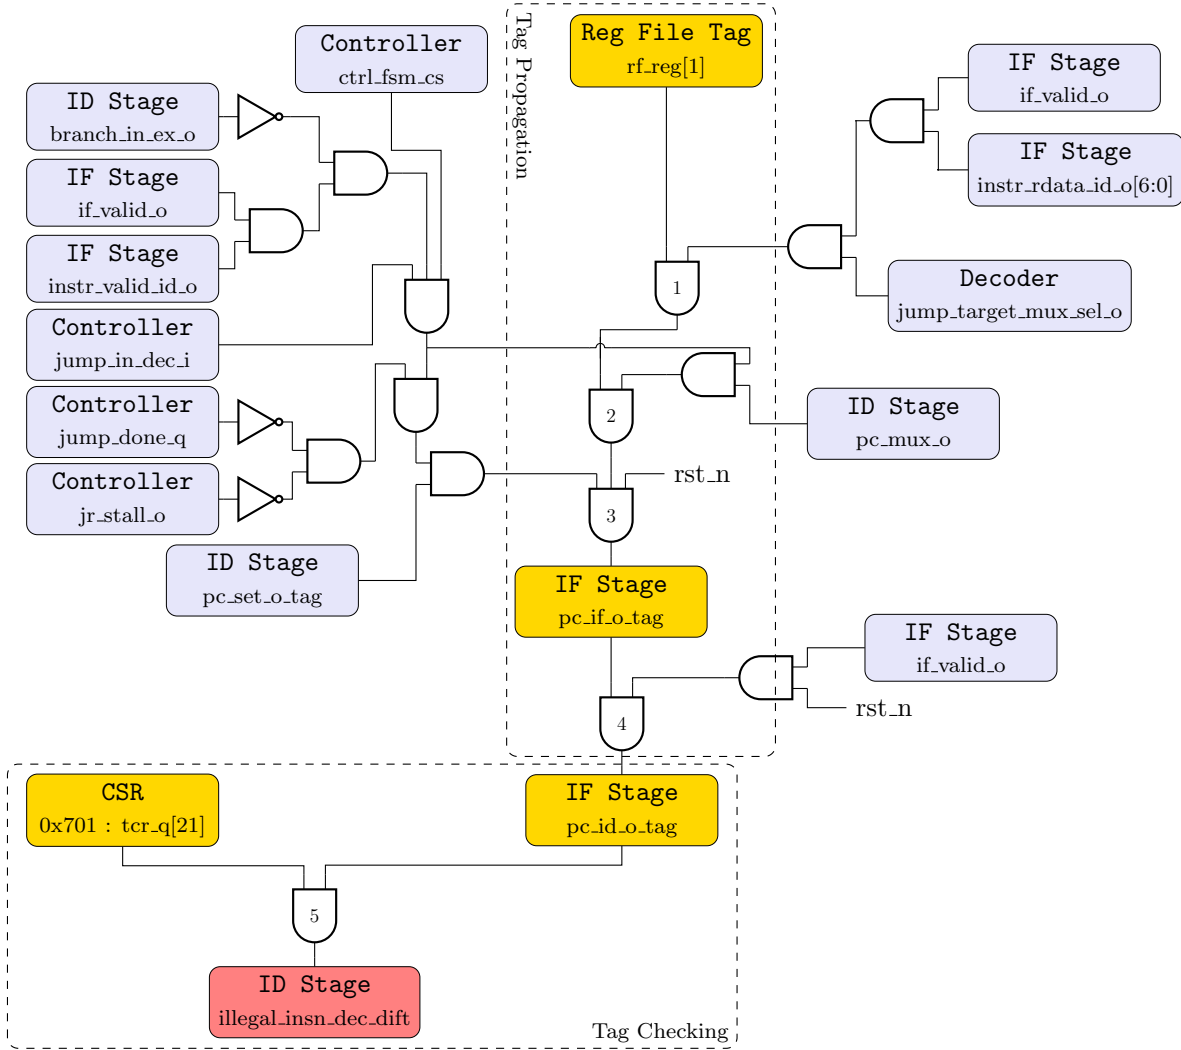 Controller
ctrl_fsm_cs
Tag Propagation
Reg File Tag
rf_reg[1]
IF Stage
if_valid_o
ID Stage
branch_in_ex_o
IF Stage
instr_rdata_id_o[6:0]
IF Stage
if_valid_o
IF Stage
instr_valid_id_o
Decoder
jump_target_mux_sel_o
1
Controller
jump_in_dec_i
Controller
jump_done_q
2
ID Stage
pc_mux_o
Controller
jr_stall_o
rst_n
3
ID Stage
pc_set_o_tag
IF Stage
pc_if_o_tag
IF Stage
if_valid_o
rst_n
4
CSR
0x701 : tcr_q[21]
IF Stage
pc_id_o_tag
5
ID Stage
illegal_insn_dec_dift
Tag Checking